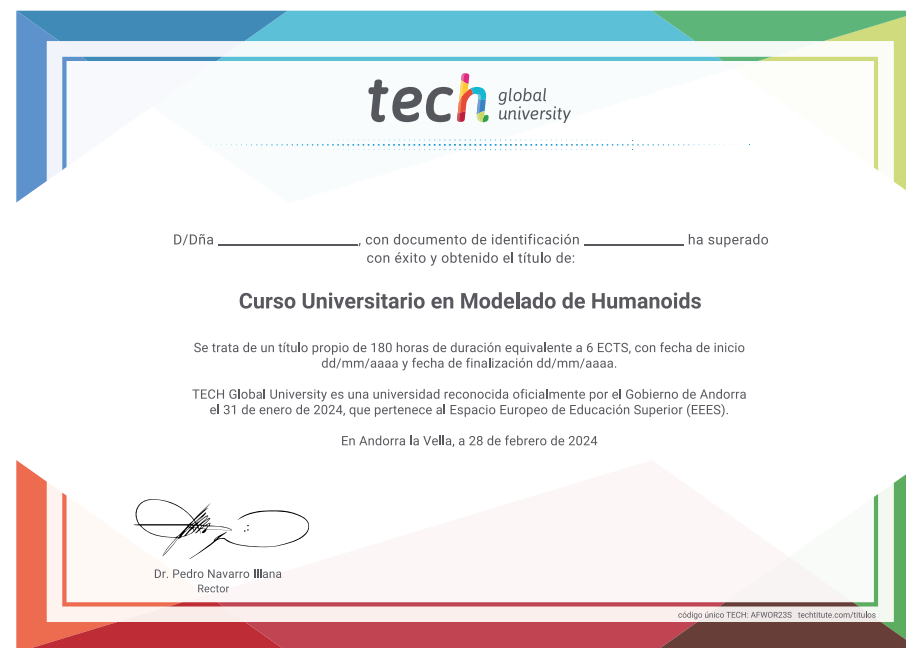 tech global university
D/Dña ____________________, con documento de identificación ______________ ha superado
con éxito y obtenido el título de:
Curso Universitario en Modelado de Humanoids
Se trata de un título propio de 180 horas de duración equivalente a 6 ECTS, con fecha de inicio
dd/mm/aaaa y fecha de finalización dd/mm/aaaa.
TECH Global University es una universidad reconocida oficialmente por el Gobierno de Andorra
el 31 de enero de 2024, que pertenece al Espacio Europeo de Educación Superior (EEES).
En Andorra la Vella, a 28 de febrero de 2024
Dr. Pedro Navarro Illana
Rector
código único TECH: AFWOR23S techtitute.com/titulos